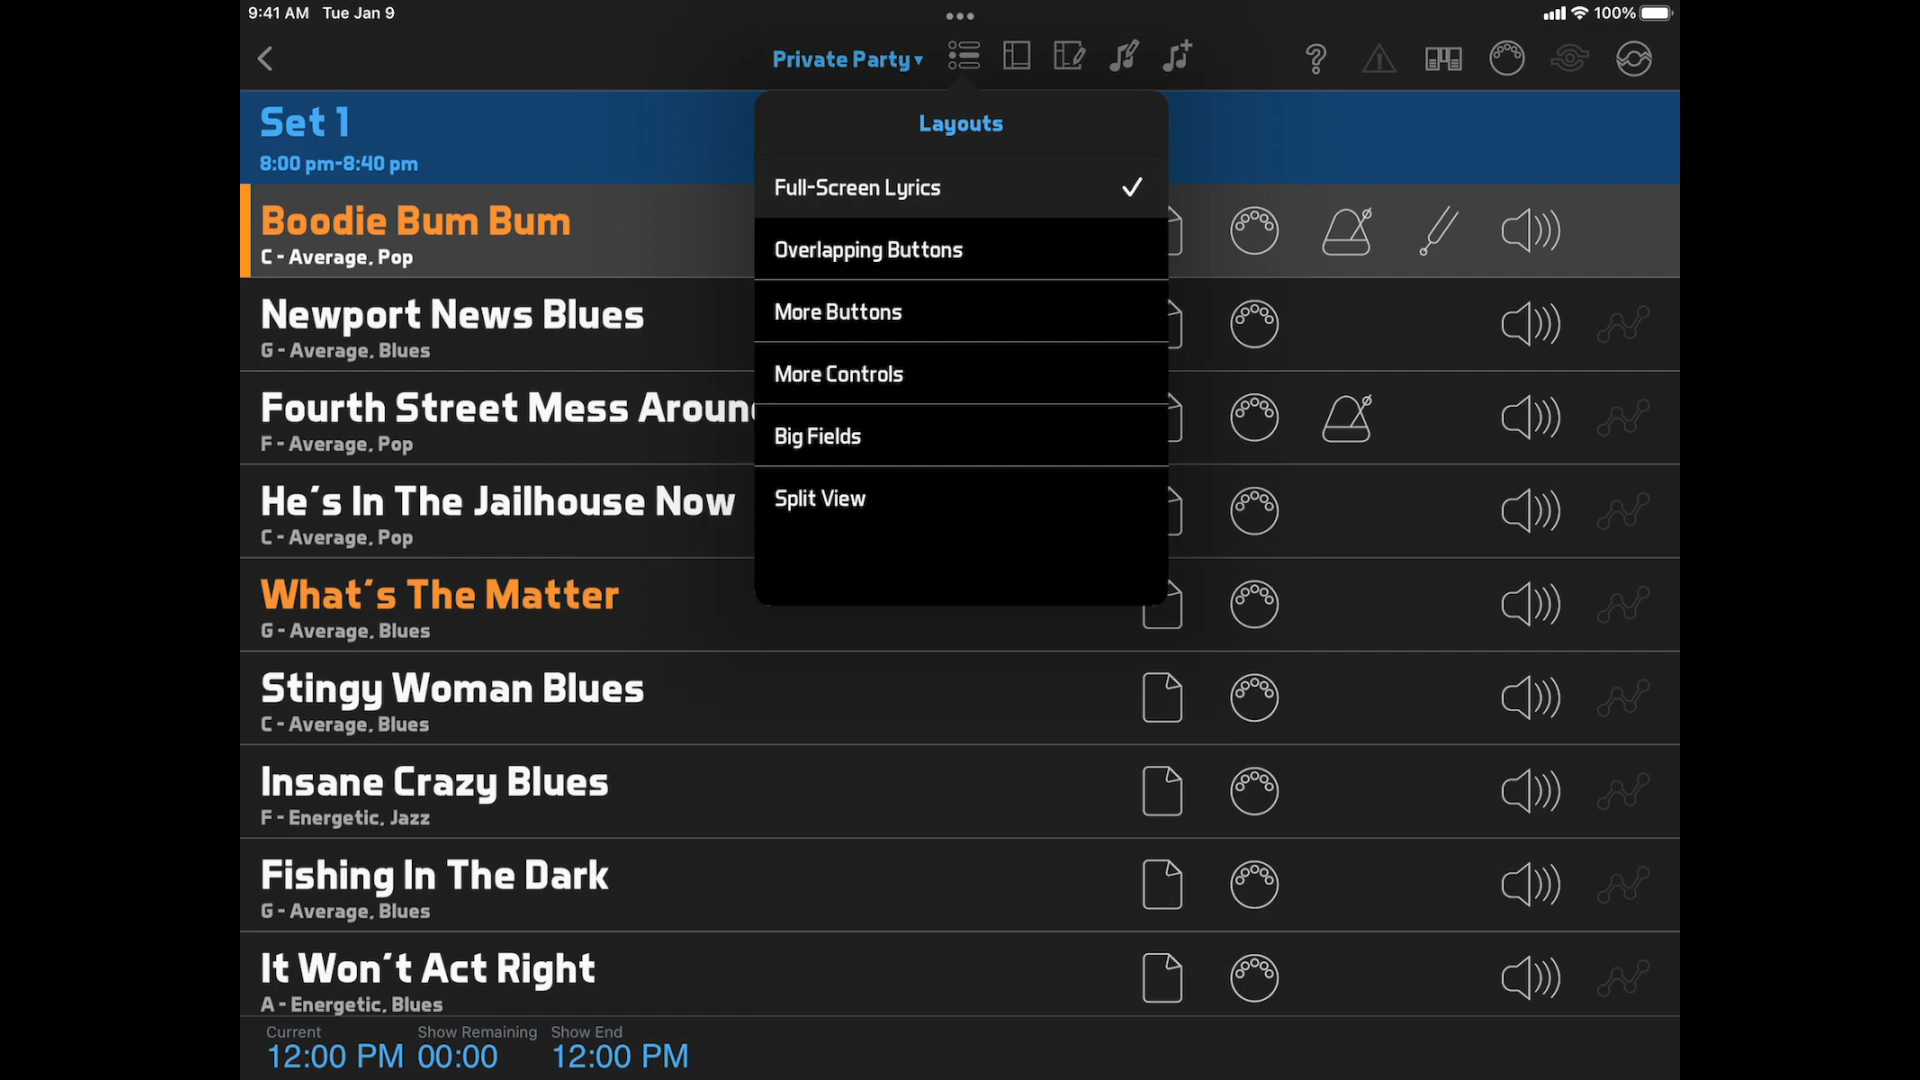 9:41 AM Tue Jan 9
100%
Private Party ▾
Set 1
8:00 pm-8:40 pm
Layouts
Full-Screen Lyrics
Overlapping Buttons
More Buttons
More Controls
Big Fields
Split View
Boodie Bum Bum
C - Average, Pop
Newport News Blues
G - Average, Blues
Fourth Street Mess Around
F - Average, Pop
He's In The Jailhouse Now
C - Average, Pop
What's The Matter
G - Average, Blues
Stingy Woman Blues
C - Average, Blues
Insane Crazy Blues
F - Energetic, Jazz
Fishing In The Dark
G - Average, Blues
It Won't Act Right
A - Energetic, Blues
Current Show Remaining Show End
12:00 PM 00:00 12:00 PM